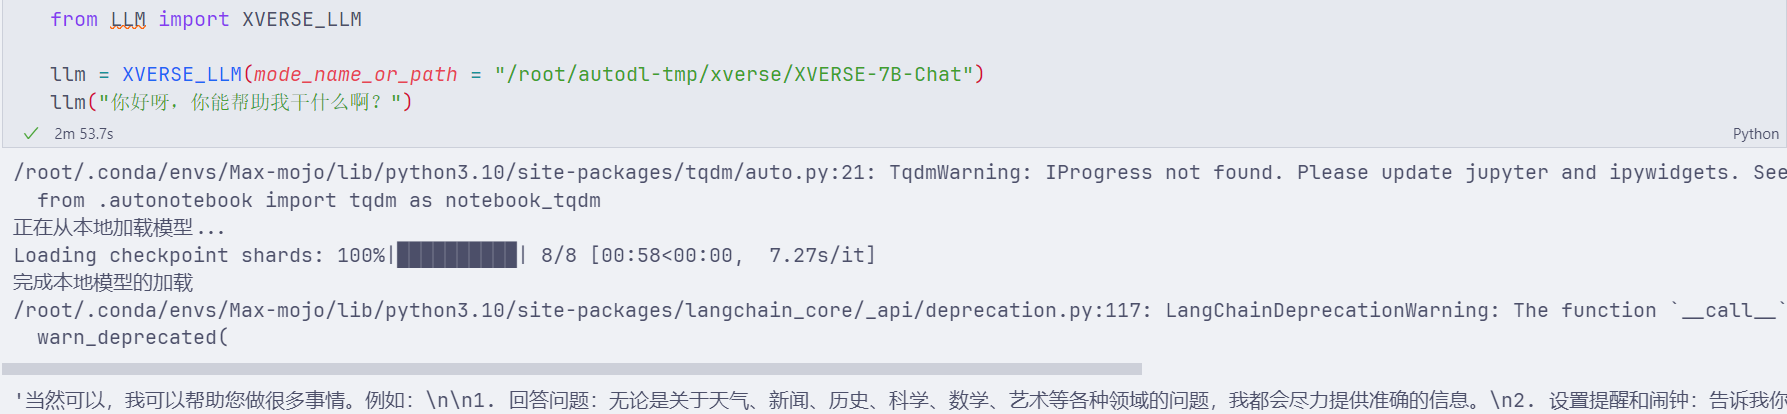 from LLM import XVERSE_LLM
llm = XVERSE_LLM(mode_name_or_path = "/root/autodl-tmp/xverse/XVERSE-7B-Chat")
llm("你好呀，你能帮助我干什么啊？")
2m 53.7s
Python
/root/.conda/envs/Max-mojo/lib/python3.10/site-packages/tqdm/auto.py:21: TqdmWarning: IProgress not found. Please update jupyter and ipywidgets. See
from .autonotebook import tqdm as notebook_tqdm
正在从本地加载模型...
Loading checkpoint shards: 100%|██████████| 8/8 [00:58<00:00,  7.27s/it]
完成本地模型的加载
/root/.conda/envs/Max-mojo/lib/python3.10/site-packages/langchain_core/_api/deprecation.py:117: LangChainDeprecationWarning: The function `__call__`
warn_deprecated(
'当然可以，我可以帮助您做很多事情。例如：\n\n1. 回答问题：无论是关于天气、新闻、历史、科学、数学、艺术等各种领域的问题，我都会尽力提供准确的信息。\n2. 设置提醒和闹钟：告诉我你